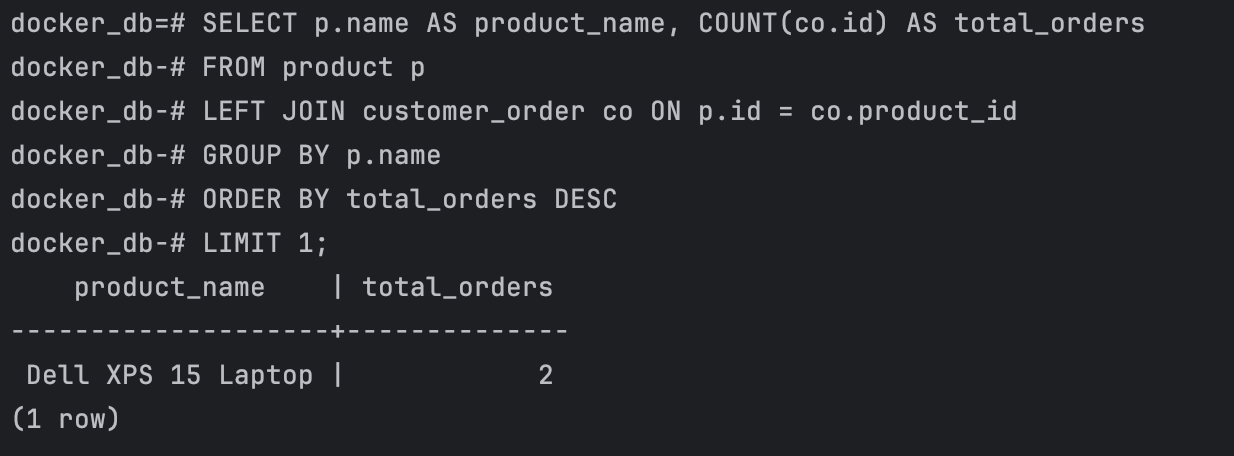 docker_db=# SELECT p.name AS product_name, COUNT(co.id) AS total_orders
docker_db-# FROM product p
docker_db-# LEFT JOIN customer_order co ON p.id = co.product_id
docker_db-# GROUP BY p.name
docker_db-# ORDER BY total_orders DESC
docker_db-# LIMIT 1;
    product_name    | total_orders
--------------------+--------------
 Dell XPS 15 Laptop |            2
(1 row)